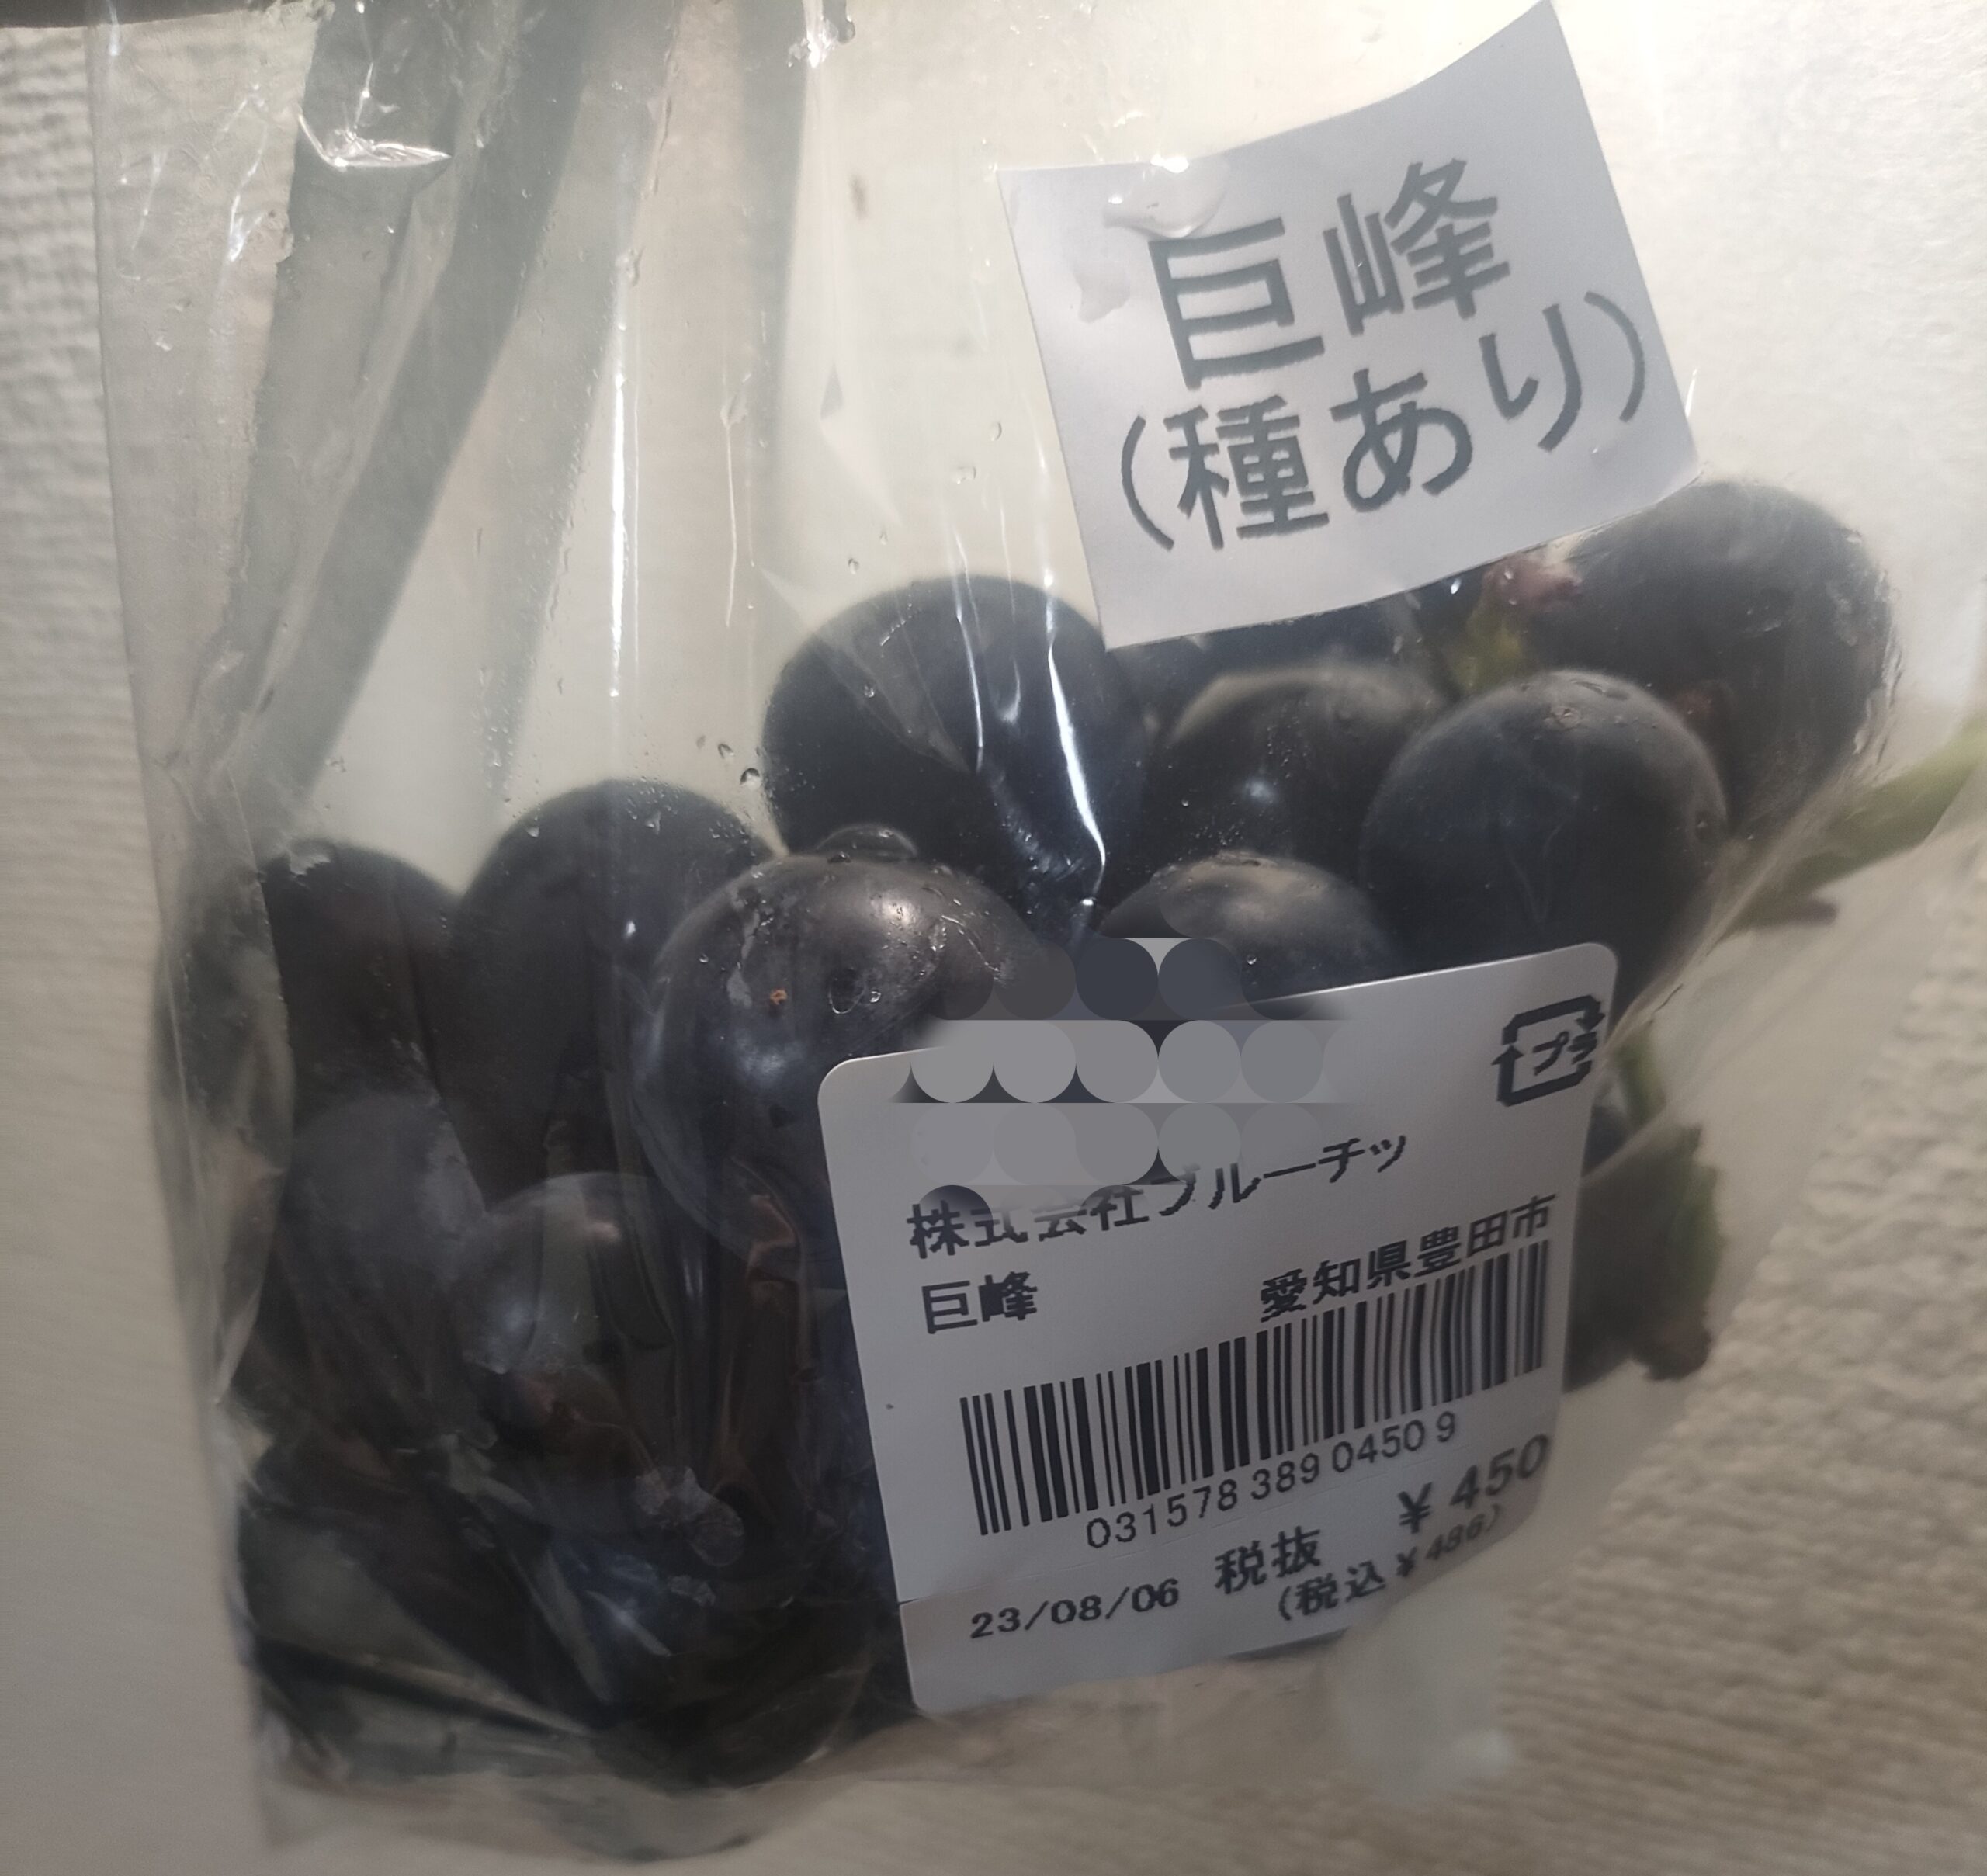 巨峰
(種あり)
プラ
株式会社フルーチッ
巨峰
愛知県豊田市
031578 389 0450 9
税抜 ¥450
23/08/06 (税込¥486)